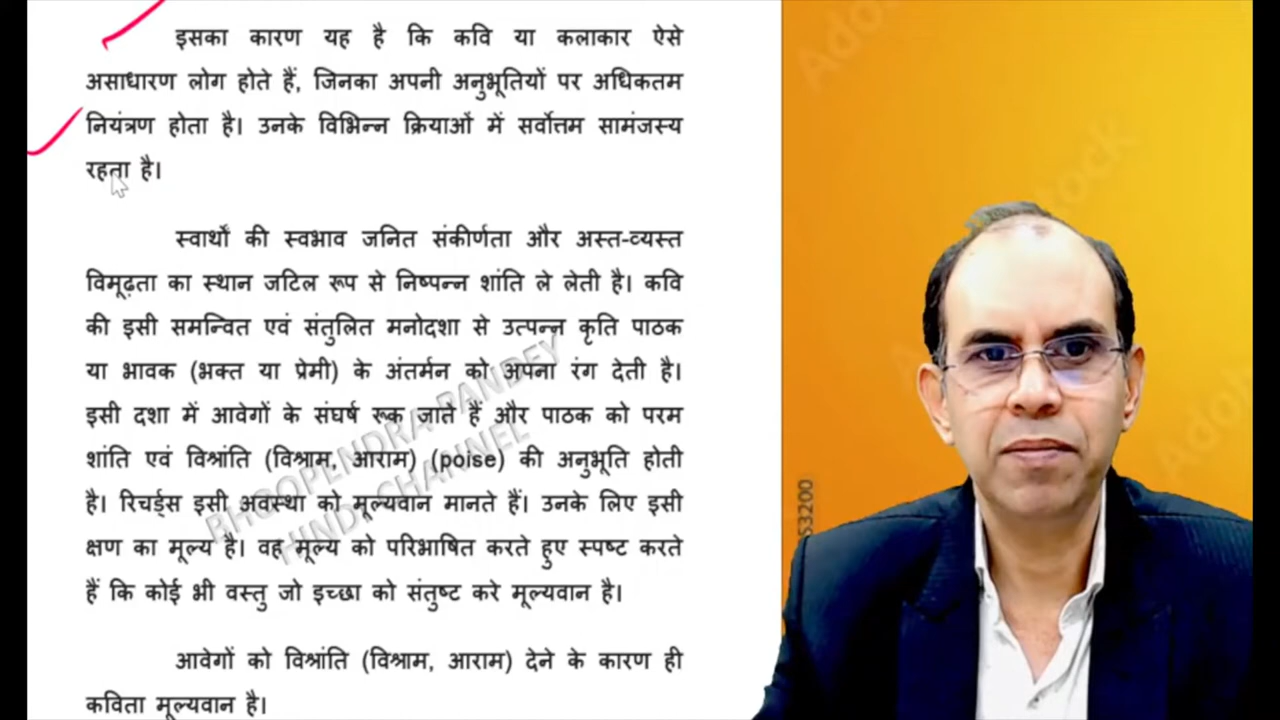 इसका कारण यह है कि कवि या कलाकार ऐसे
असाधारण लोग होते हैं, जिनका अपनी अनुभूतियों पर अधिकतम
नियंत्रण होता है। उनके विभिन्न क्रियाओं में सर्वोत्तम सामंजस्य
रहता है।
स्वार्थों की स्वभाव जनित संकीर्णता और अस्त-व्यस्त
विमूढ़ता का स्थान जटिल रूप से निष्पन्न शांति ले लेती है। कवि
की इसी समन्वित एवं संतुलित मनोदशा से उत्पन्न कृति पाठक
या भावक (भक्त या प्रेमी) के अंतर्मन को अपना रंग देती है।
इसी दशा में आवेगों के संघर्ष रूक जाते हैं और पाठक को परम
शांति एवं विश्रांति (विश्राम, आराम) (poise) की अनुभूति होती
है। रिचर्ड्स इसी अवस्था को मूल्यवान मानते हैं। उनके लिए इसी
क्षण का मूल्य है। वह मूल्य को परिभाषित करते हुए स्पष्ट करते
हैं कि कोई भी वस्तु जो इच्छा को संतुष्ट करे मूल्यवान है।
आवेगों को विश्रांति (विश्राम, आराम) देने के कारण ही
कविता मूल्यवान है।
BHOOPENDRA PANDEY
HINDI CHANNEL
53200